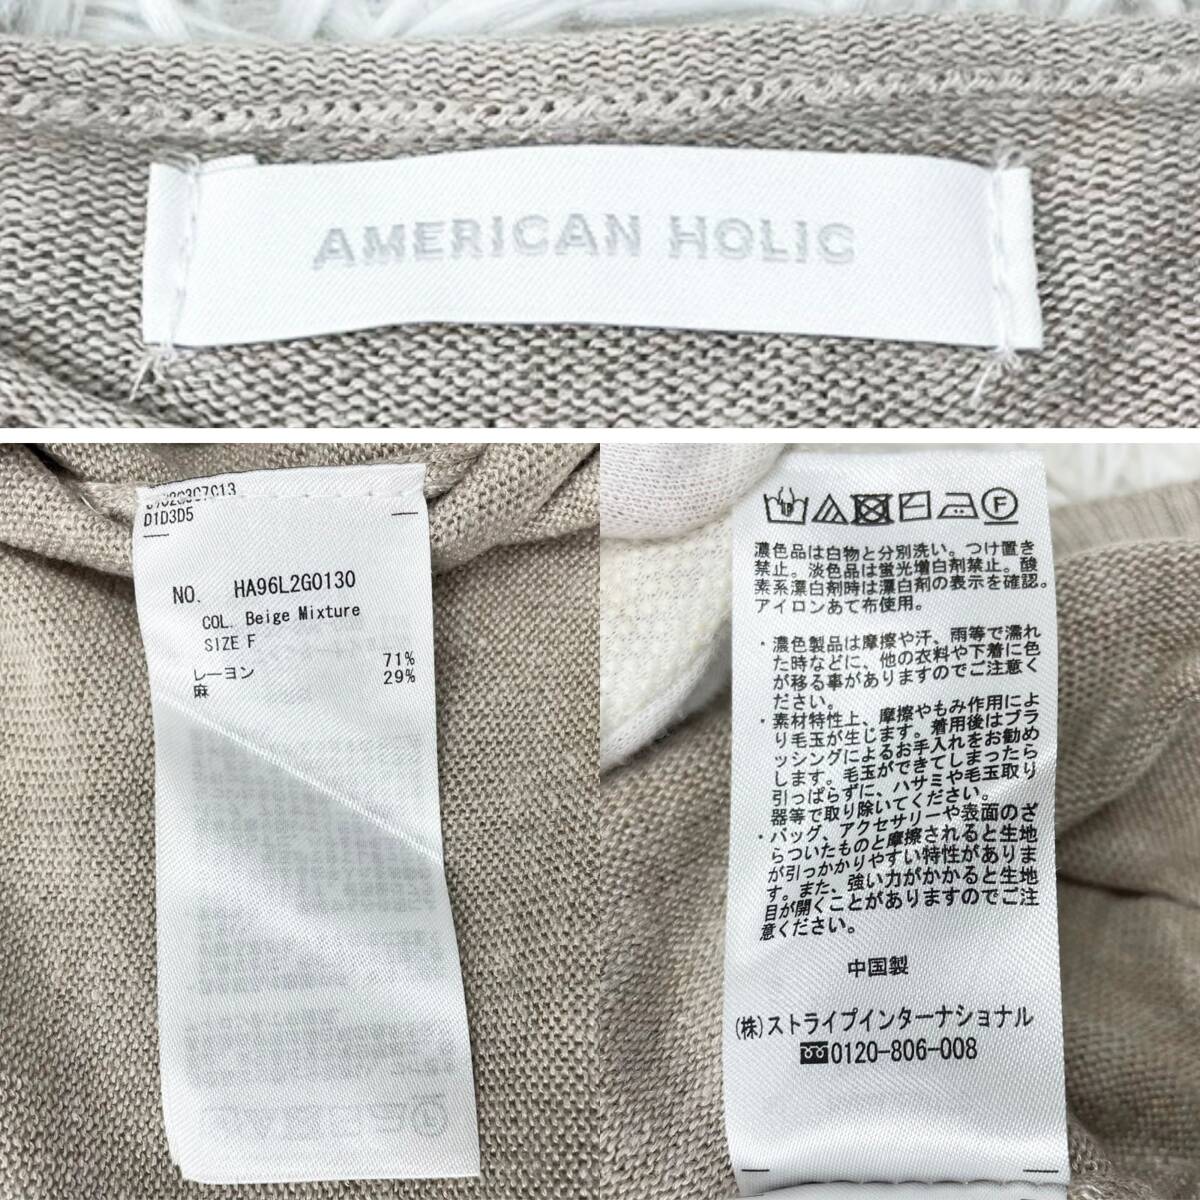 AMERICAN HOLIC
D1D3D5
NO. HA96L2G0130
COL. Beige Mixture
SIZE F
レーヨン 71%
麻 29%
F
濃色品は白物と分別洗い。つけ置き
禁止。淡色品は蛍光増白剤禁止。酸
素系漂白剤時は漂白剤の表示を確認。
アイロンあて布使用。
・濃色製品は摩擦や汗、雨等で濡れ
た時などに、他の衣料や下着に色
が移る事がありますのでご注意く
ださい。
・素材特性上、摩擦やもみ作用によ
り毛玉が生じます。着用後はブラ
ッシングによるお手入れをお勧め
します。毛玉ができてしまったら
引っぱらずに、ハサミや毛玉取り
器等で取り除いてください。
・バッグ、アクセサリーや表面のざ
らついたものと摩擦されると生地
が引っかかりやすい特性がありま
す。また、強い力がかかると生地
目が開くことがありますのでご注
意ください。
中国製
(株)ストライプインターナショナル
0120-806-008